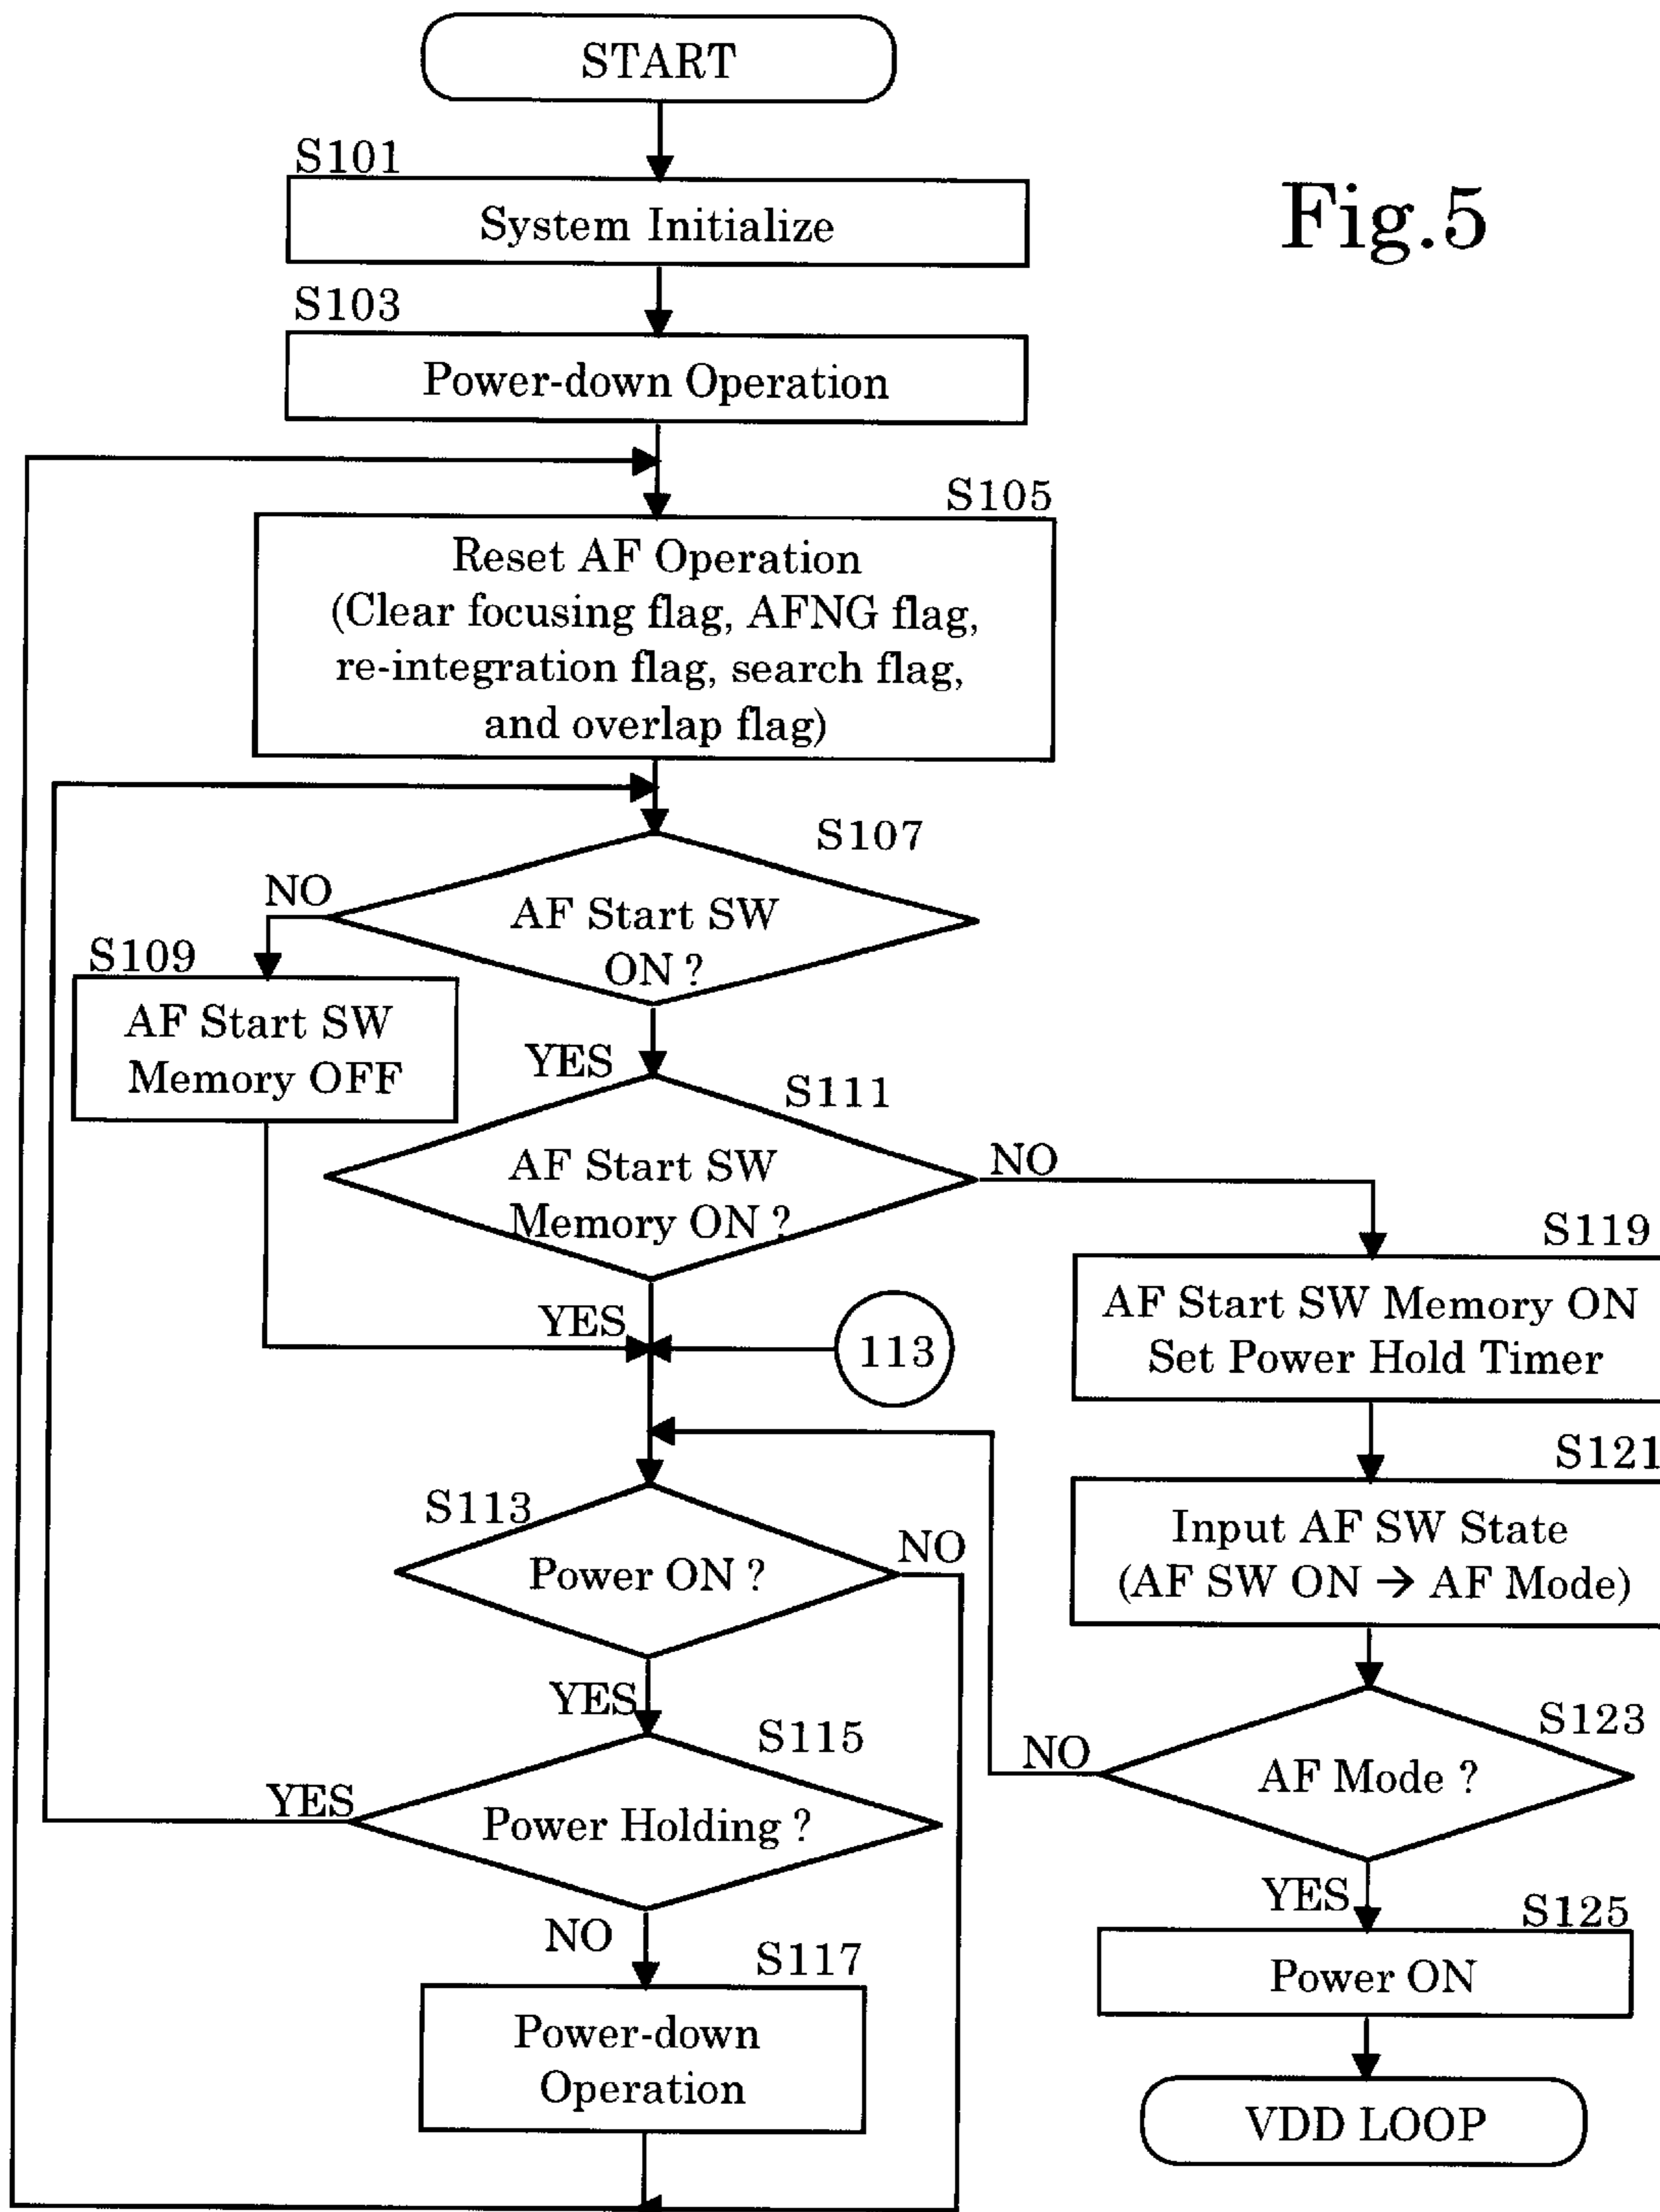 START
S101
System Initialize
Fig.5
S103
Power-down Operation
S105
Reset AF Operation
(Clear focusing flag, AFNG flag,
re-integration flag, search flag,
and overlap flag)
S107
NO
AF Start SW
ON ?
S109
AF Start SW
Memory OFF
YES
S111
AF Start SW
Memory ON ?
NO
S119
AF Start SW Memory ON
Set Power Hold Timer
YES
113
S121
Input AF SW State
(AF SW ON → AF Mode)
S113
Power ON ?
NO
YES
S115
Power Holding ?
YES
S123
NO
AF Mode ?
NO
S117
Power-down
Operation
YES
S125
Power ON
VDD LOOP